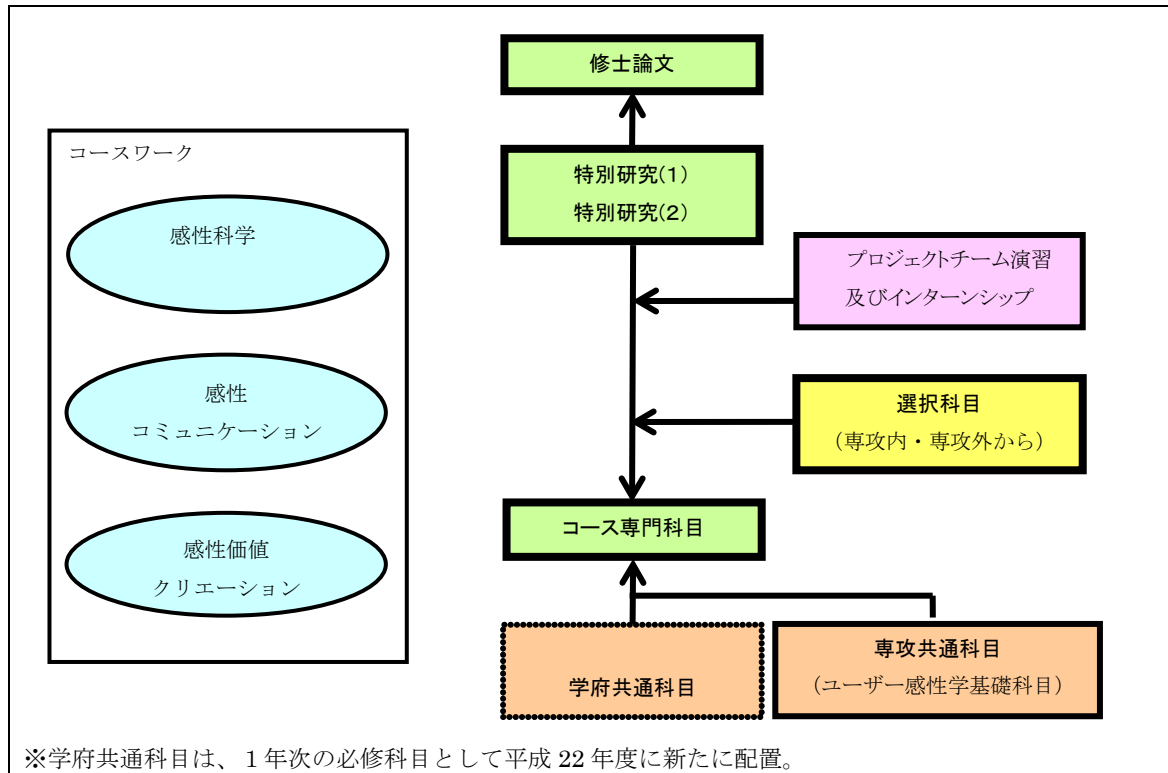 修士論文
コースワーク
特別研究(1)
特別研究(2)
感性科学
プロジェクトチーム演習
及びインターンシップ
感性
コミュニケーション
選択科目
(専攻内・専攻外から)
コース専門科目
感性価値
クリエーション
学府共通科目
専攻共通科目
(ユーザー感性学基礎科目)
※学府共通科目は、1年次の必修科目として平成 22 年度に新たに配置。